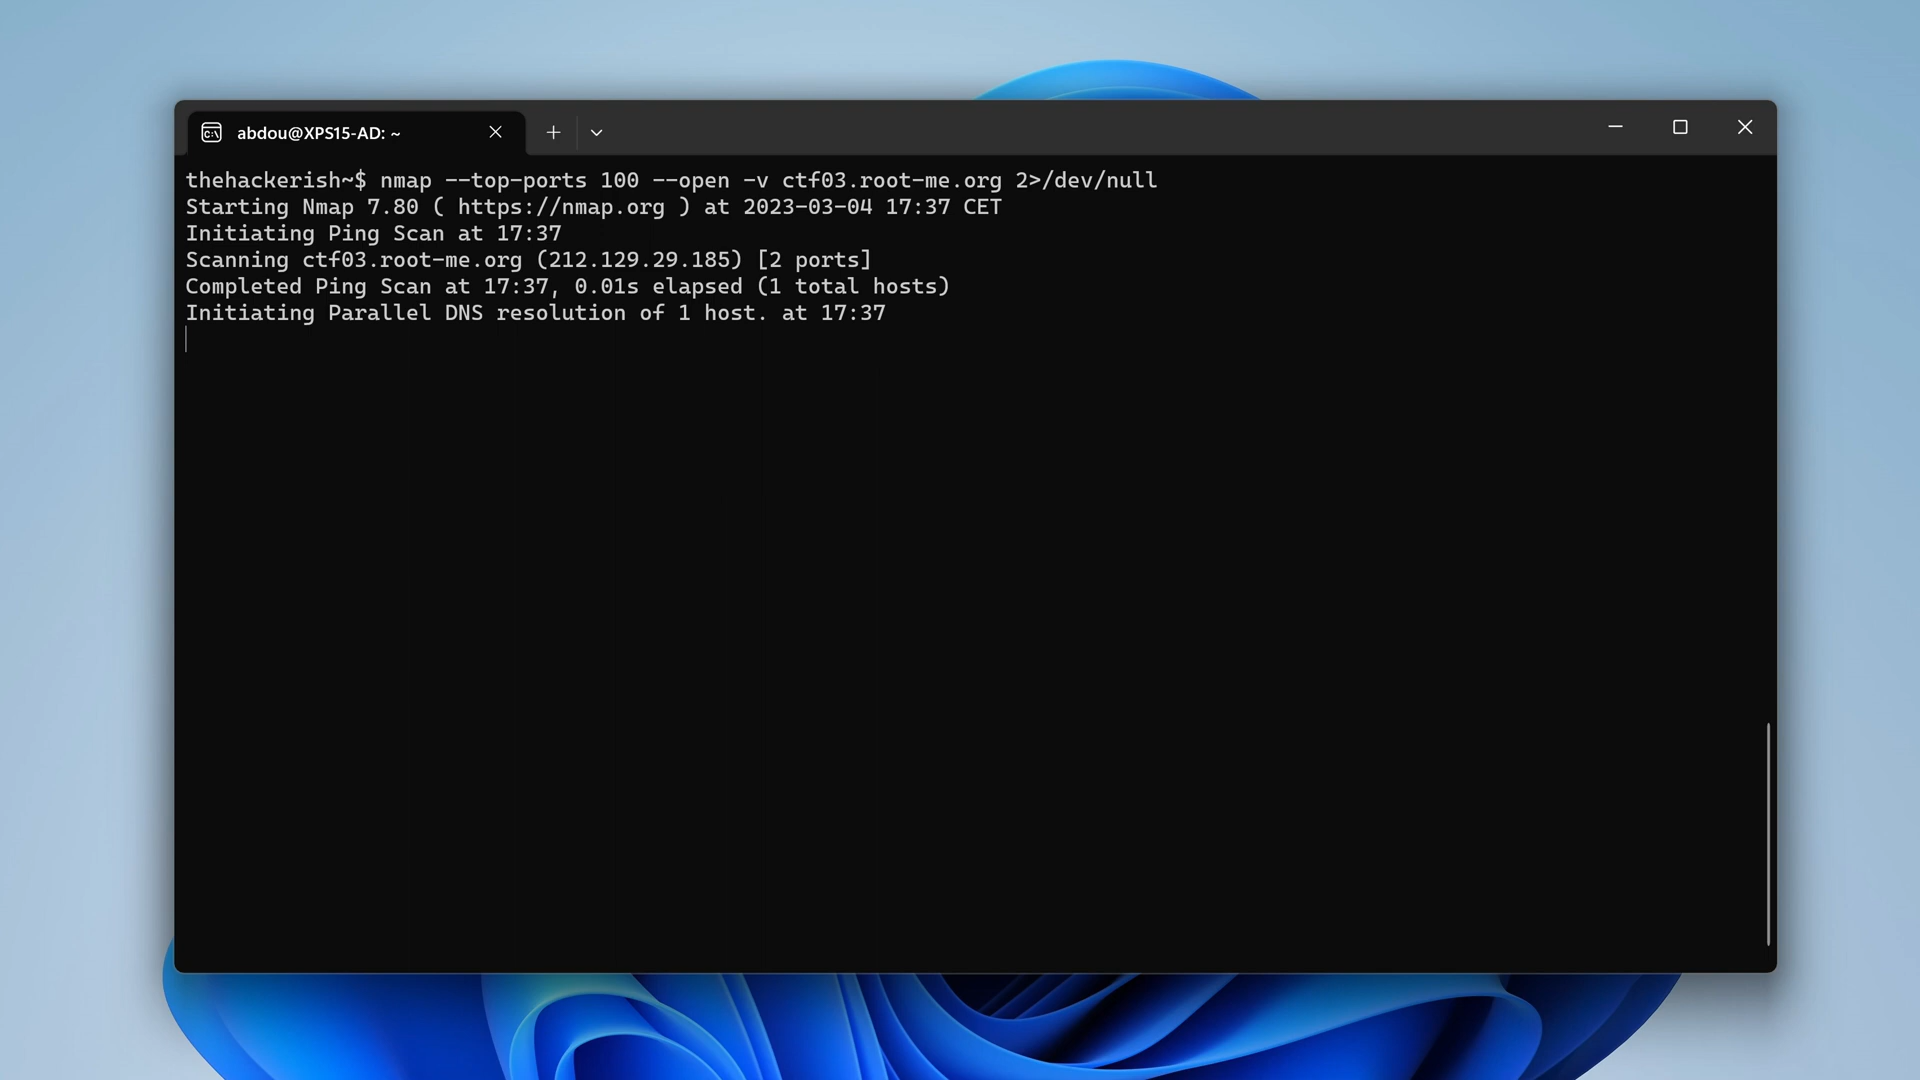 abdou@XPS15-AD: ~
thehackerish~$ nmap --top-ports 100 --open -v ctf03.root-me.org 2>/dev/null
Starting Nmap 7.80 ( https://nmap.org ) at 2023-03-04 17:37 CET
Initiating Ping Scan at 17:37
Scanning ctf03.root-me.org (212.129.29.185) [2 ports]
Completed Ping Scan at 17:37, 0.01s elapsed (1 total hosts)
Initiating Parallel DNS resolution of 1 host. at 17:37